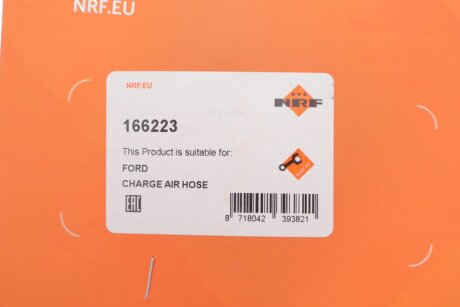 NRF.EU
NRF.EU
NRF
166223
This Product is suitable for:
FORD
CHARGE AIR HOSE
EAC
8 718042 393821